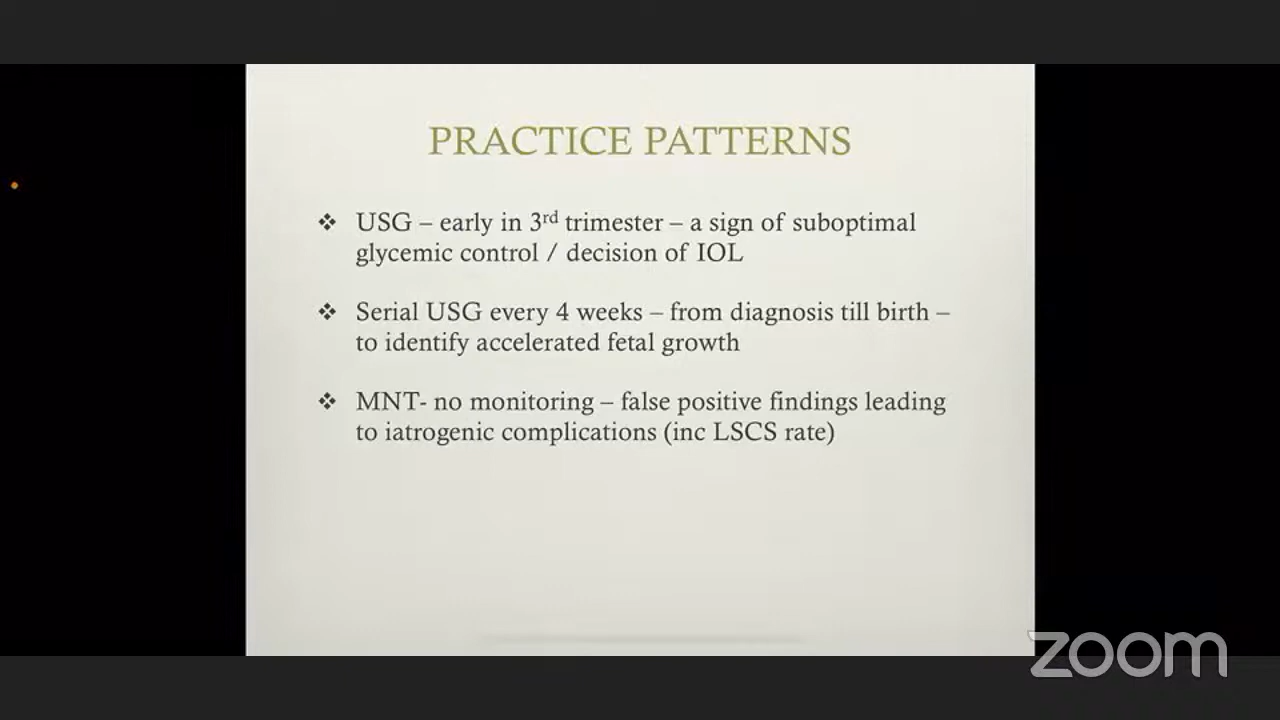 PRACTICE PATTERNS
❖ USG – early in 3rd trimester – a sign of suboptimal
glycemic control / decision of IOL
❖ Serial USG every 4 weeks – from diagnosis till birth –
to identify accelerated fetal growth
❖ MNT- no monitoring – false positive findings leading
to iatrogenic complications (inc LSCS rate)
zoom